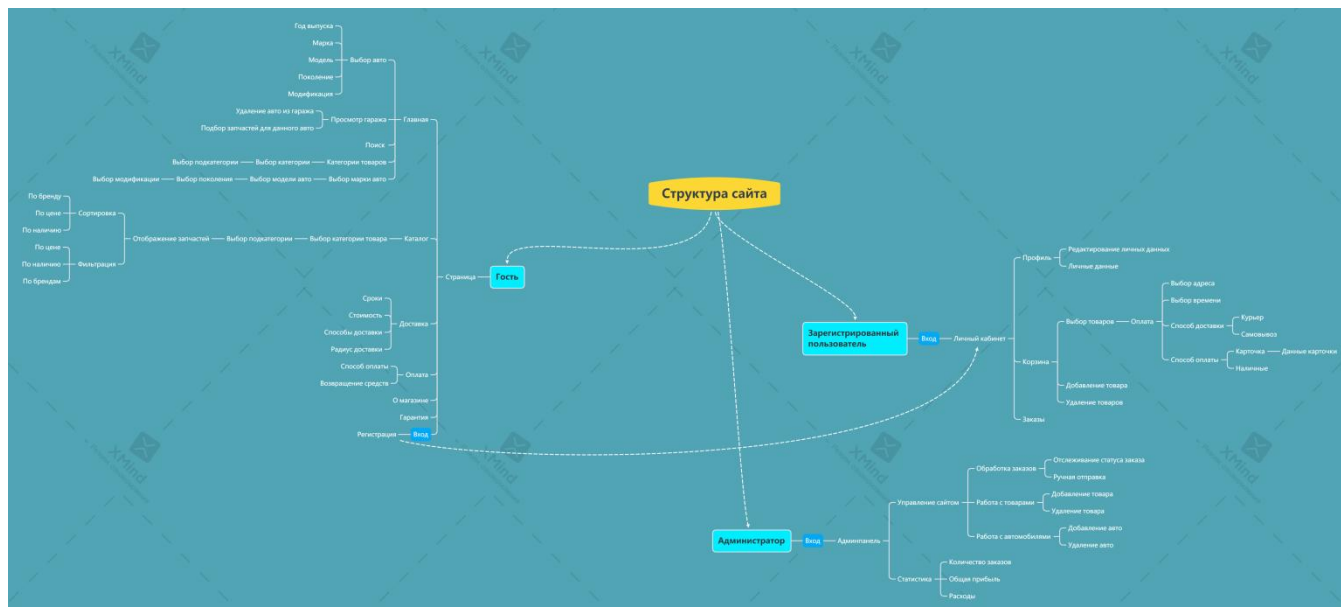 Структура сайта
Гость
Страница
Главная
Выбор авто
Год выпуска
Марка
Модель
Поколение
Модификация
Просмотр гаража
Удаление авто из гаража
Подбор запчастей для данного авто
Поиск
Категории товаров
Выбор категории
Выбор подкатегории
Выбор марки авто
Выбор модели авто
Выбор поколения
Выбор модификации
Каталог
Выбор категории товара
Выбор подкатегории
Отображение запчастей
Сортировка
По бренду
По цене
По наличию
Фильтрация
По цене
По наличию
По брендам
Доставка
Сроки
Стоимость
Способы доставки
Радиус доставки
Оплата
Способ оплаты
Возвращение средств
О магазине
Гарантия
Вход
Регистрация
Зарегистрированный
пользователь
Вход
Личный кабинет
Профиль
Редактирование личных данных
Личные данные
Корзина
Выбор товаров
Оплата
Выбор адреса
Выбор времени
Способ доставки
Курьер
Самовывоз
Способ оплаты
Карточка
Данные карточки
Наличные
Добавление товара
Удаление товаров
Заказы
Администратор
Вход
Админпанель
Управление сайтом
Обработка заказов
Отслеживание статуса заказа
Ручная отправка
Работа с товарами
Добавление товара
Удаление товара
Работа с автомобилями
Добавление авто
Удаление авто
Статистика
Количество заказов
Общая прибыль
Расходы
XMind
XMind
XMind
XMind
XMind
XMind
XMind
XMind